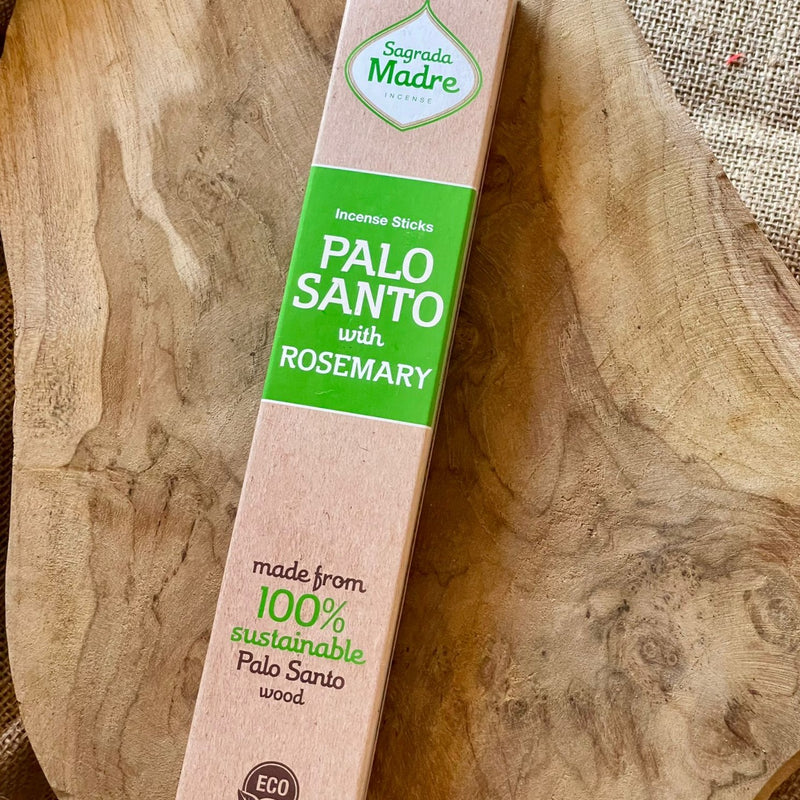 Sagrada
Madre
INCENSE
Incense Sticks
PALO
SANTO
with
ROSEMARY
made from
100%
sustainable
Palo Santo
wood
ECO